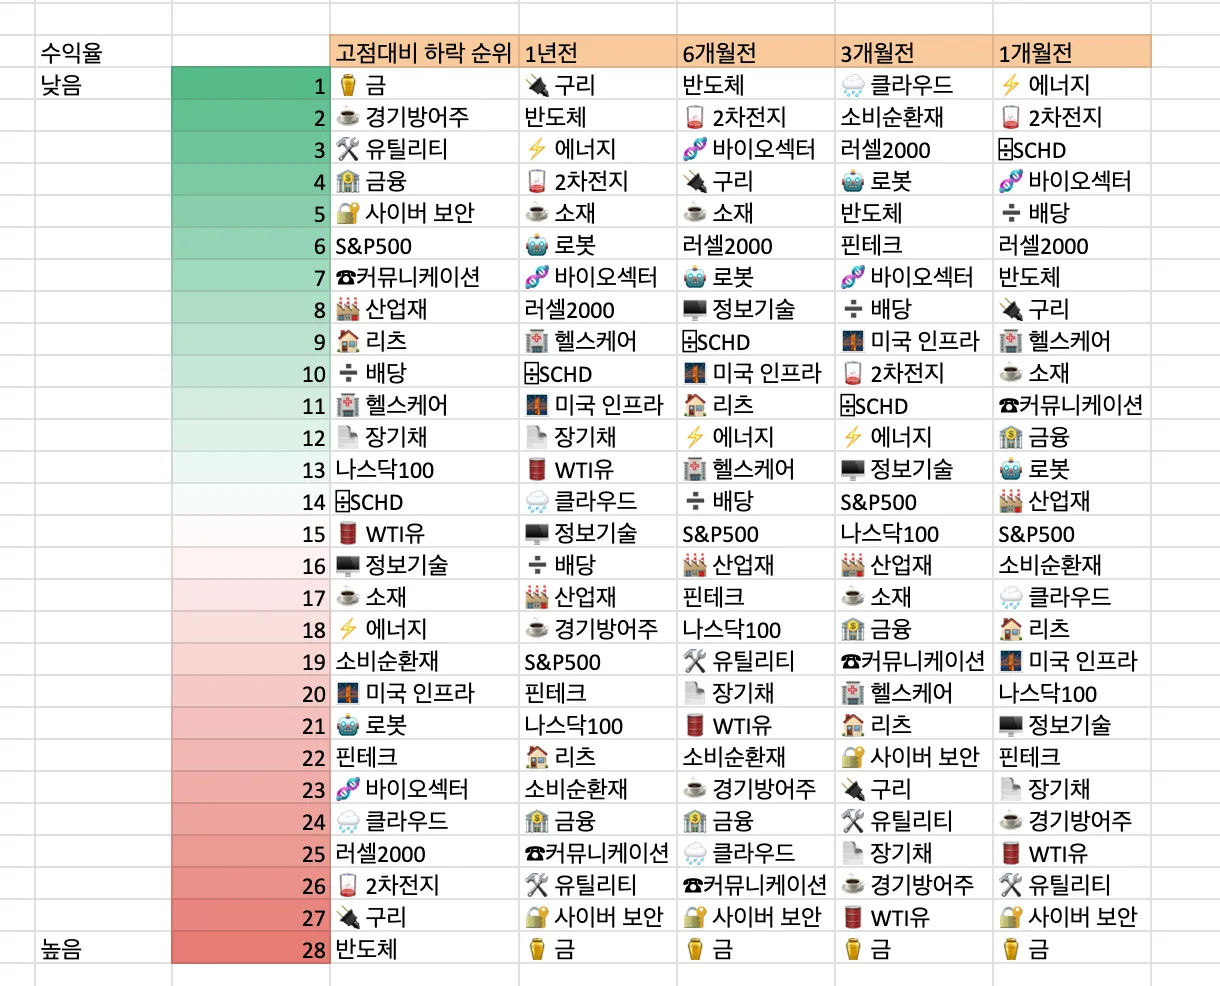 수익율 고점대비 하락 순위 1년전 6개월전 3개월전 1개월전
낮음 1 금 구리 반도체 클라우드 에너지
2 경기방어주 반도체 2차전지 소비순환재 2차전지
3 유틸리티 에너지 바이오섹터 러셀2000 SCHD
4 금융 2차전지 구리 로봇 바이오섹터
5 사이버 보안 소재 소재 반도체 배당
6 S&P500 로봇 러셀2000 핀테크 러셀2000
7 커뮤니케이션 바이오섹터 로봇 바이오섹터 반도체
8 산업재 러셀2000 정보기술 배당 구리
9 리츠 헬스케어 SCHD 미국 인프라 헬스케어
10 배당 SCHD 미국 인프라 2차전지 소재
11 헬스케어 미국 인프라 리츠 SCHD 커뮤니케이션
12 장기채 장기채 에너지 에너지 금융
13 나스닥100 WTI유 헬스케어 정보기술 로봇
14 SCHD 클라우드 배당 S&P500 산업재
15 WTI유 정보기술 S&P500 나스닥100 S&P500
16 정보기술 배당 산업재 산업재 소비순환재
17 소재 산업재 핀테크 소재 클라우드
18 에너지 경기방어주 나스닥100 금융 리츠
19 소비순환재 S&P500 유틸리티 커뮤니케이션 미국 인프라
20 미국 인프라 핀테크 장기채 헬스케어 나스닥100
21 로봇 나스닥100 WTI유 리츠 정보기술
22 핀테크 리츠 소비순환재 사이버 보안 핀테크
23 바이오섹터 소비순환재 경기방어주 구리 장기채
24 클라우드 금융 금융 유틸리티 경기방어주
25 러셀2000 커뮤니케이션 클라우드 장기채 WTI유
26 2차전지 유틸리티 커뮤니케이션 경기방어주 유틸리티
27 구리 사이버 보안 사이버 보안 WTI유 사이버 보안
높음 28 반도체 금 금 금 금